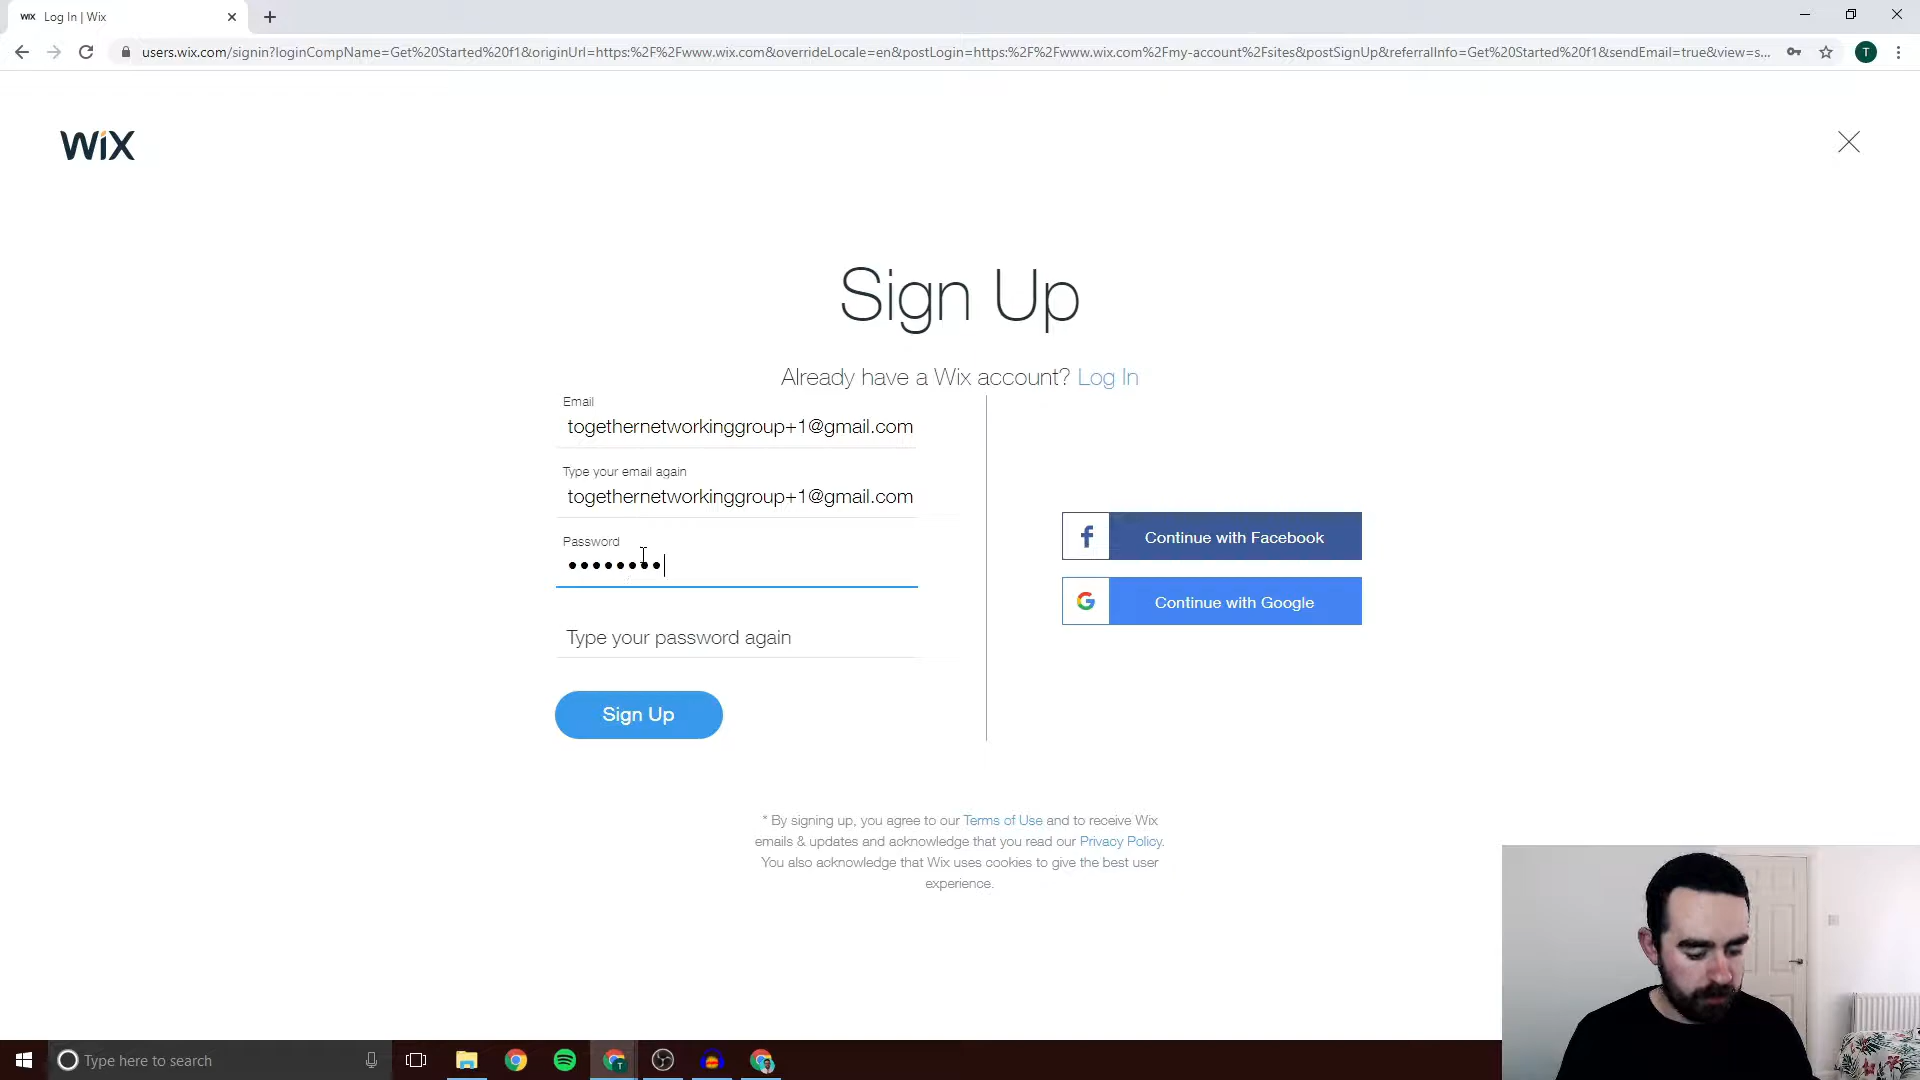 WiX Log In | Wix
users.wix.com/signin?loginCompName=Get%20Started%20f1&originUrl=https:%2F%2Fwww.wix.com&overrideLocale=en&postLogin=https:%2F%2Fwww.wix.com%2Fmy-account%2Fsites&postSignUp&referralInfo=Get%20Started%20f1&sendEmail=true&view=s...
T
WiX
Sign Up
Already have a Wix account? Log In
Email
togethernetworkinggroup+1@gmail.com
Type your email again
togethernetworkinggroup+1@gmail.com
Password
••••••••
Type your password again
Sign Up
f Continue with Facebook
G Continue with Google
* By signing up, you agree to our Terms of Use and to receive Wix
emails & updates and acknowledge that you read our Privacy Policy.
You also acknowledge that Wix uses cookies to give the best user
experience.
Type here to search